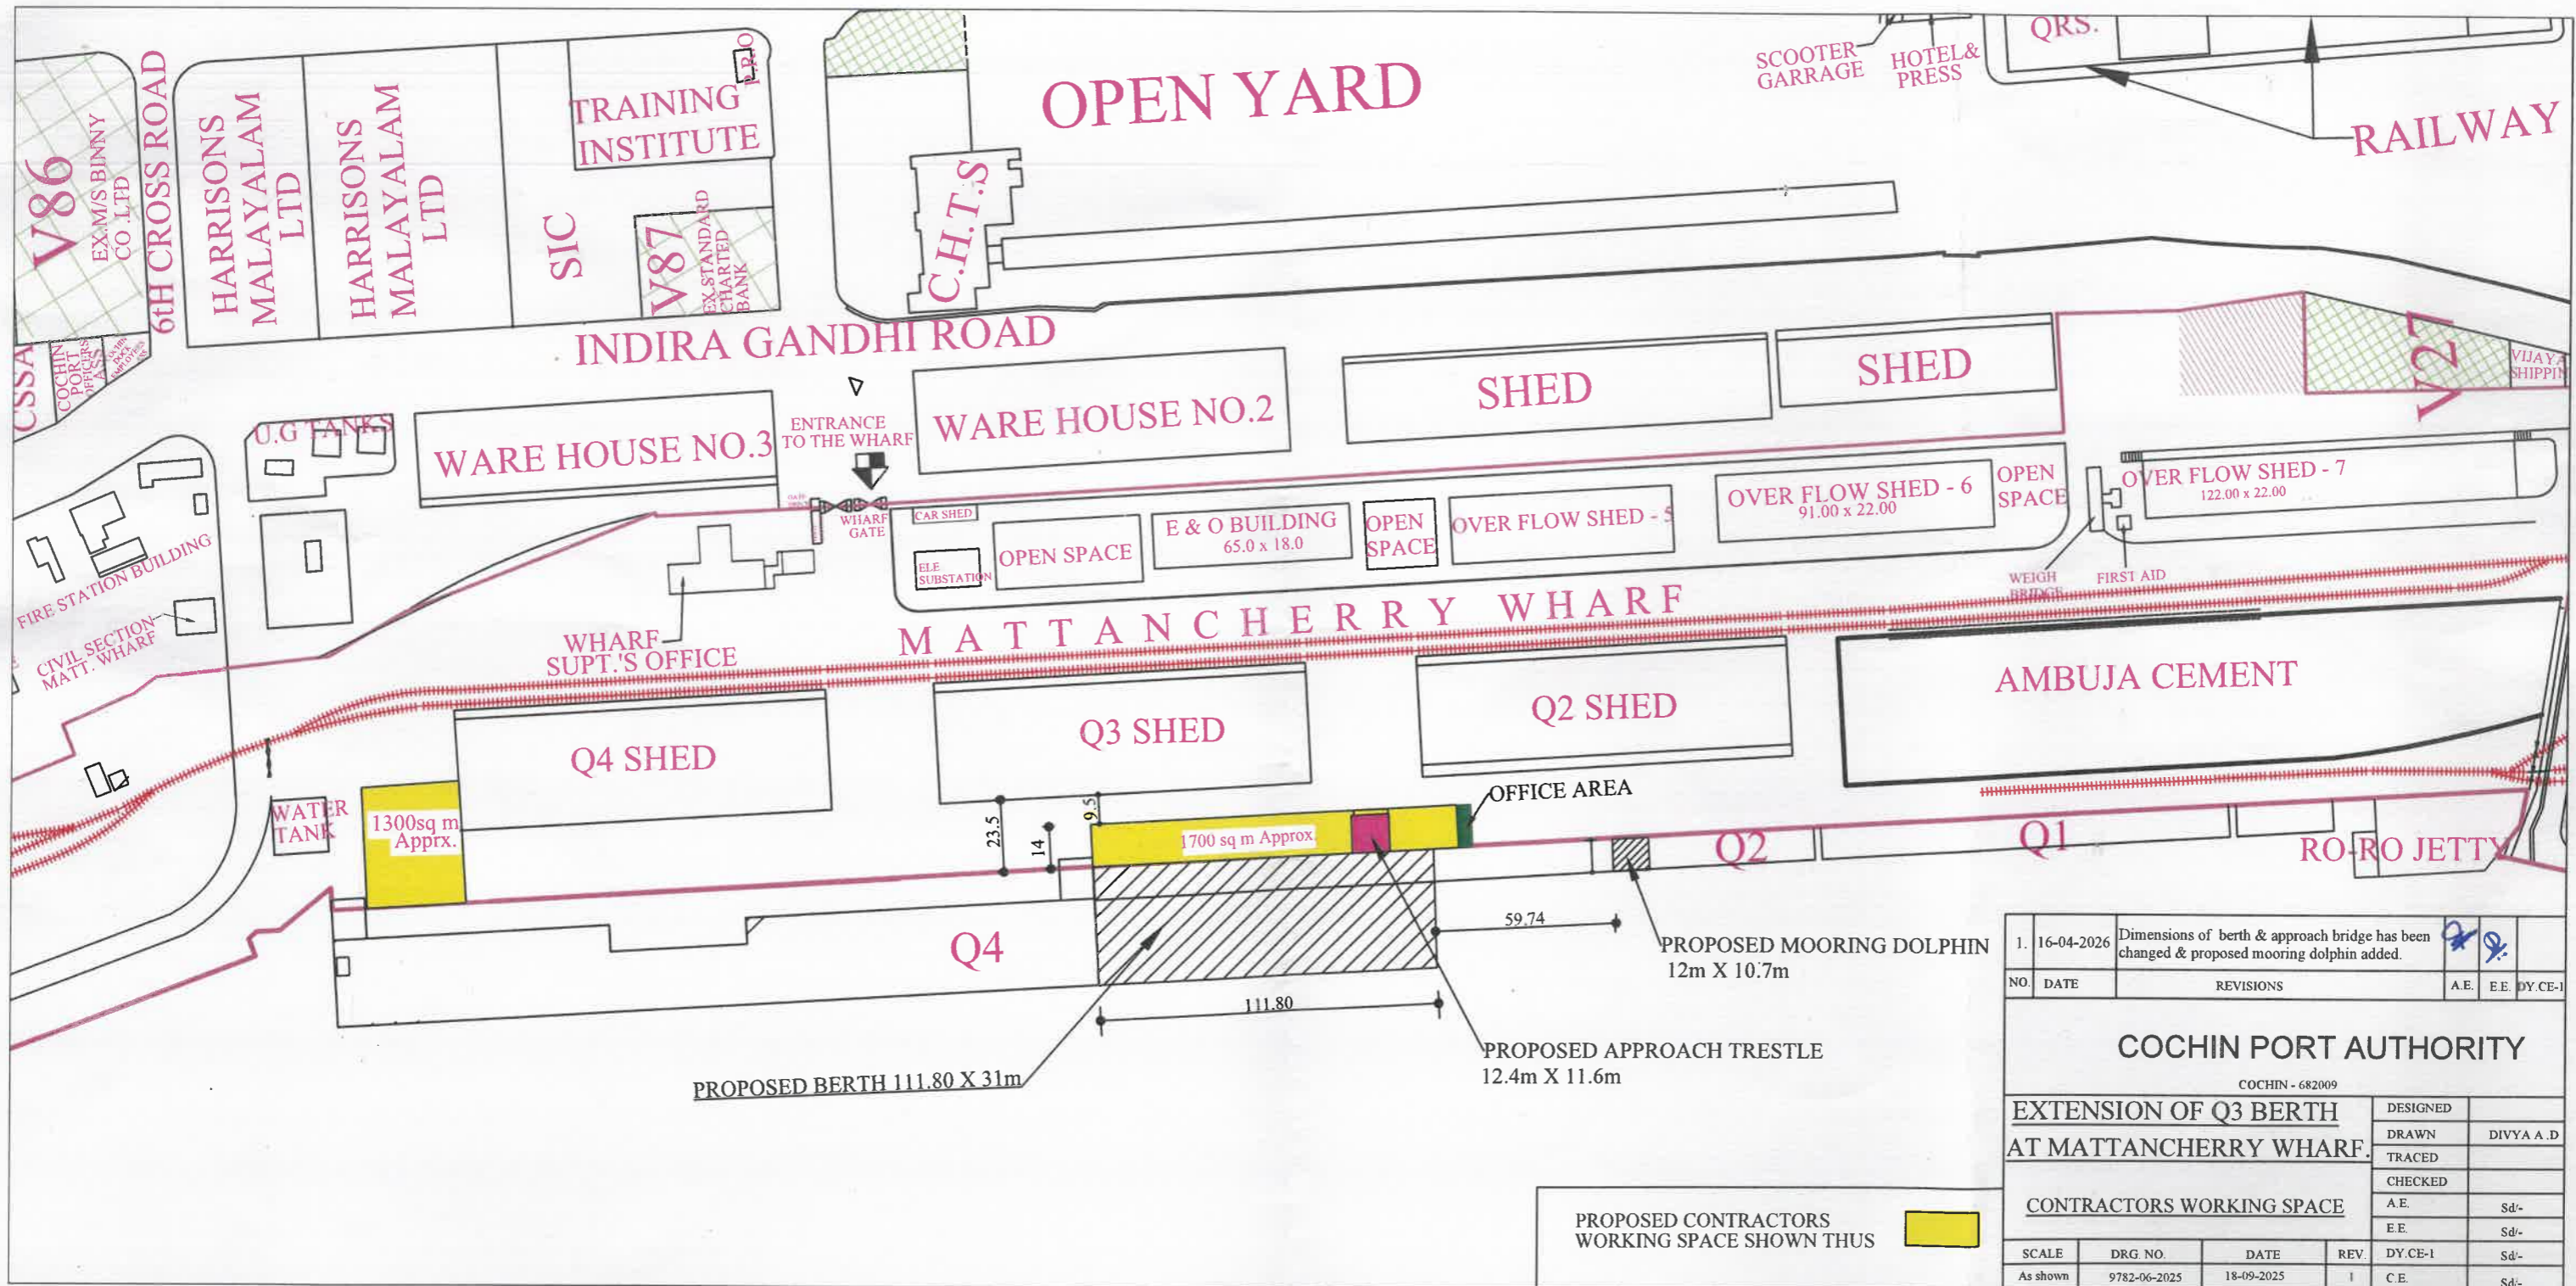 V86
EX.M/S BINNY
CO .LTD
6tH CROSS ROAD
HARRISONS
MALAYALAM
LTD
HARRISONS
MALAYALAM
LTD
SIC
TRAINING
INSTITUTE
P.R.O
V87
EX.STANDARD
CHARTED
BANK
C.H.T.S
OPEN YARD
SCOOTER
GARRAGE
HOTEL&
PRESS
QRS.
RAILWAY
CSSA
COCHIN
PORT
OFFICERS
ASS
INDIRA GANDHI ROAD
U.G TANKS
WARE HOUSE NO.3
ENTRANCE
TO THE WHARF
WARE HOUSE NO.2
SHED
SHED
V27
VIJAYA
SHIPPIN
WHARF
GATE
CAR SHED
ELE
SUBSTATION
OPEN SPACE
E & O BUILDING
65.0 x 18.0
OPEN
SPACE
OVER FLOW SHED - 5
OVER FLOW SHED - 6
91.00 x 22.00
OPEN
SPACE
OVER FLOW SHED - 7
122.00 x 22.00
WEIGH
BRIDGE
FIRST AID
FIRE STATION BUILDING
CIVIL SECTION
MATT. WHARF
WHARF
SUPT.'S OFFICE
MATTANCHERRY WHARF
Q4 SHED
Q3 SHED
Q2 SHED
AMBUJA CEMENT
WATER
TANK
1300sq m
Apprx.
23.5
14
9.5
1700 sq m Approx.
OFFICE AREA
Q2
Q1
RO-RO JETTY
Q4
59.74
111.80
PROPOSED MOORING DOLPHIN
12m X 10.7m
PROPOSED APPROACH TRESTLE
12.4m X 11.6m
PROPOSED BERTH 111.80 X 31m
1. 16-04-2026 Dimensions of berth & approach bridge has been
changed & proposed mooring dolphin added.
NO. DATE REVISIONS A.E. E.E. DY.CE-1
COCHIN PORT AUTHORITY
COCHIN - 682009
EXTENSION OF Q3 BERTH
AT MATTANCHERRY WHARF.
CONTRACTORS WORKING SPACE
DESIGNED
DRAWN DIVYA A .D
TRACED
CHECKED
A.E. Sd/-
E.E. Sd/-
SCALE DRG. NO. DATE REV. DY.CE-1 Sd/-
As shown 9782-06-2025 18-09-2025 1 C.E. Sd/-
PROPOSED CONTRACTORS
WORKING SPACE SHOWN THUS